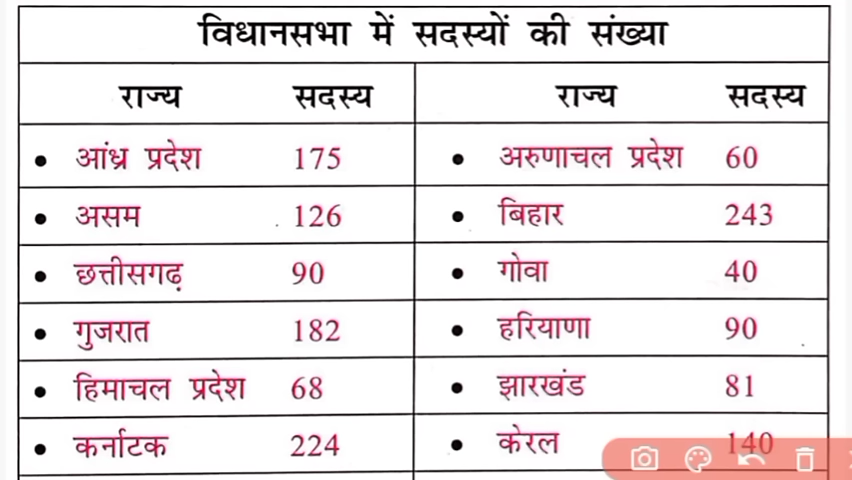 विधानसभा में सदस्यों की संख्या
राज्य सदस्य राज्य सदस्य
• आंध्र प्रदेश 175 • अरुणाचल प्रदेश 60
• असम 126 • बिहार 243
• छत्तीसगढ़ 90 • गोवा 40
• गुजरात 182 • हरियाणा 90
• हिमाचल प्रदेश 68 • झारखंड 81
• कर्नाटक 224 • केरल 140